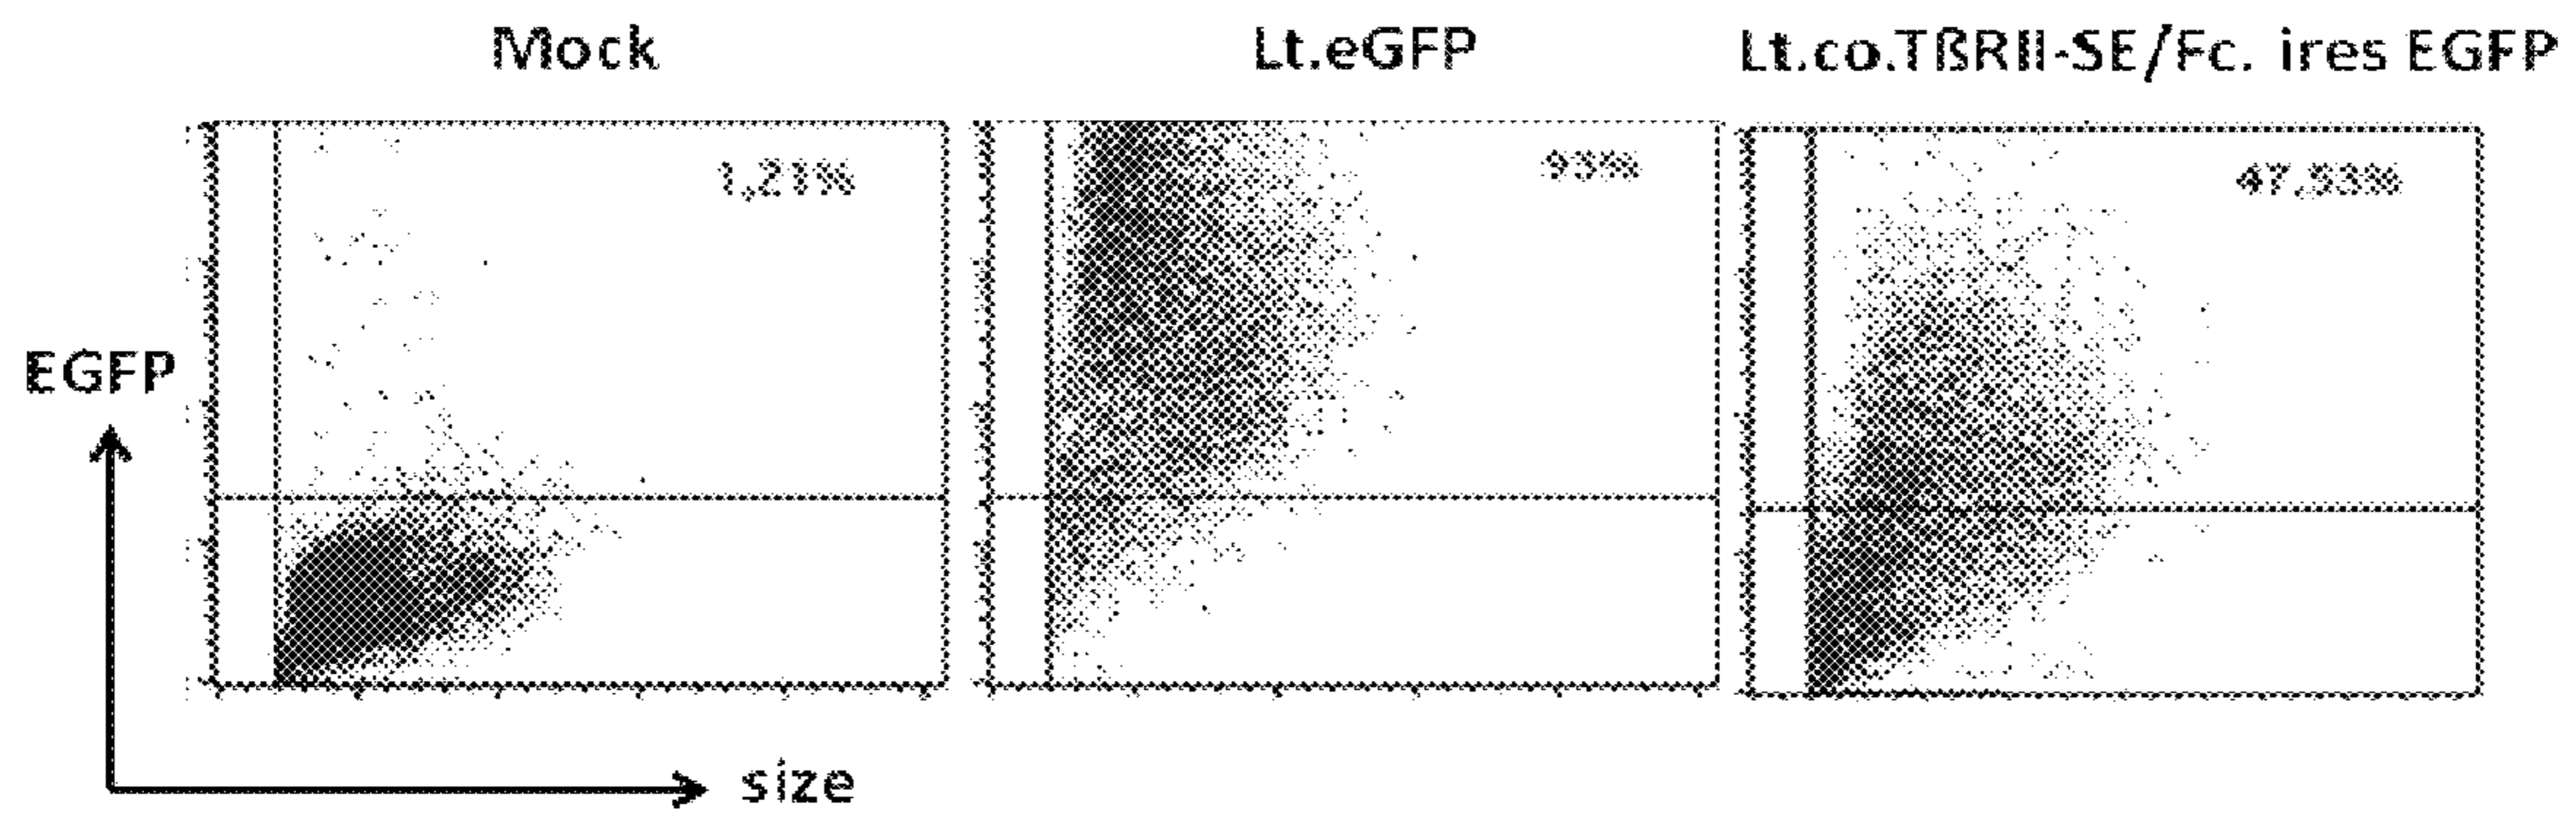 Mock
Lt.eGFP
Lt.co.TßRII-SE/Fc. ires EGFP
1,21%
93%
47,53%
EGFP
size